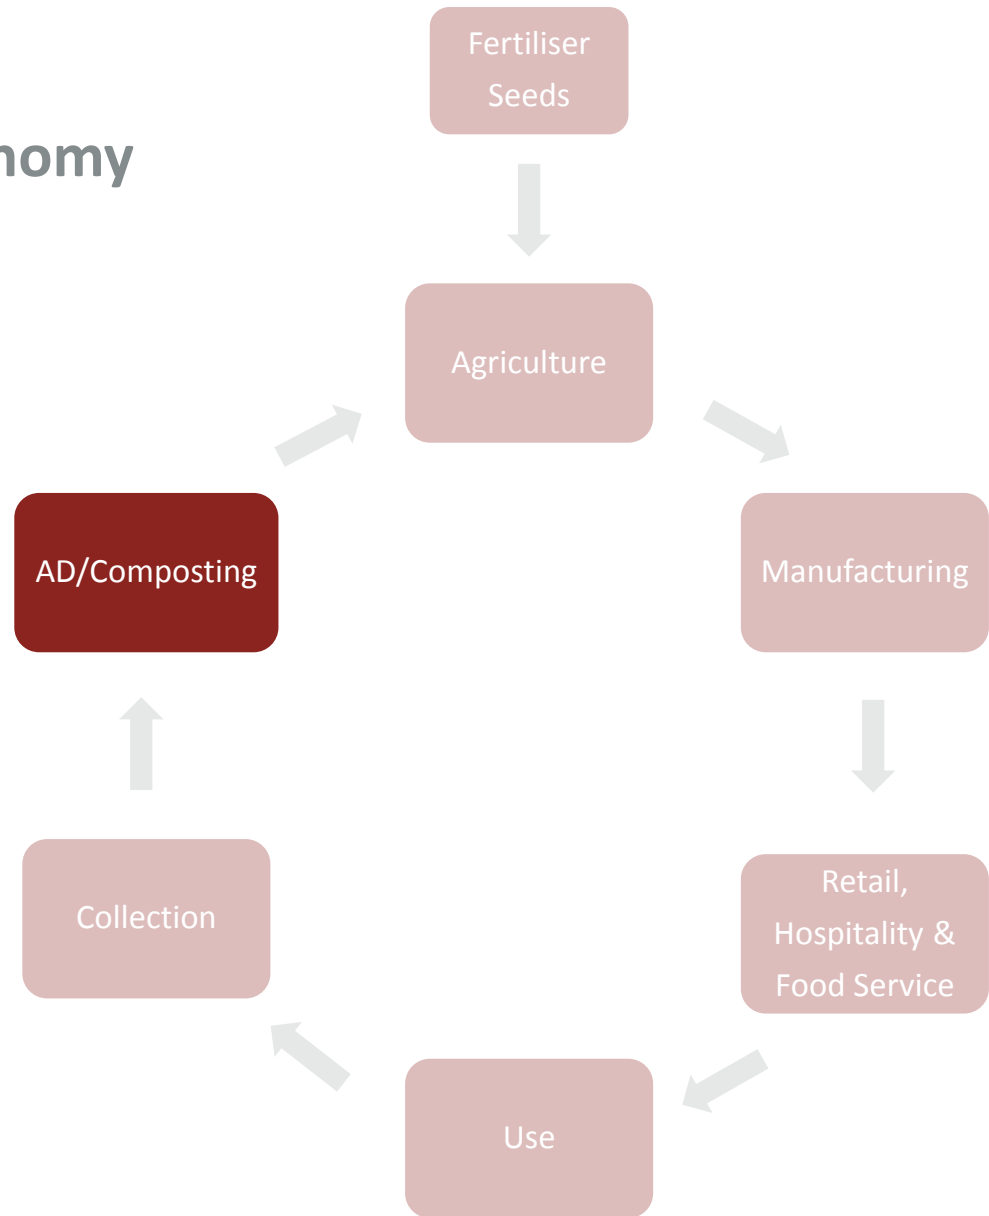 Fertiliser
Seeds
nomy
Agriculture
AD/Composting
Manufacturing
Collection
Retail,
Hospitality &
Food Service
Use